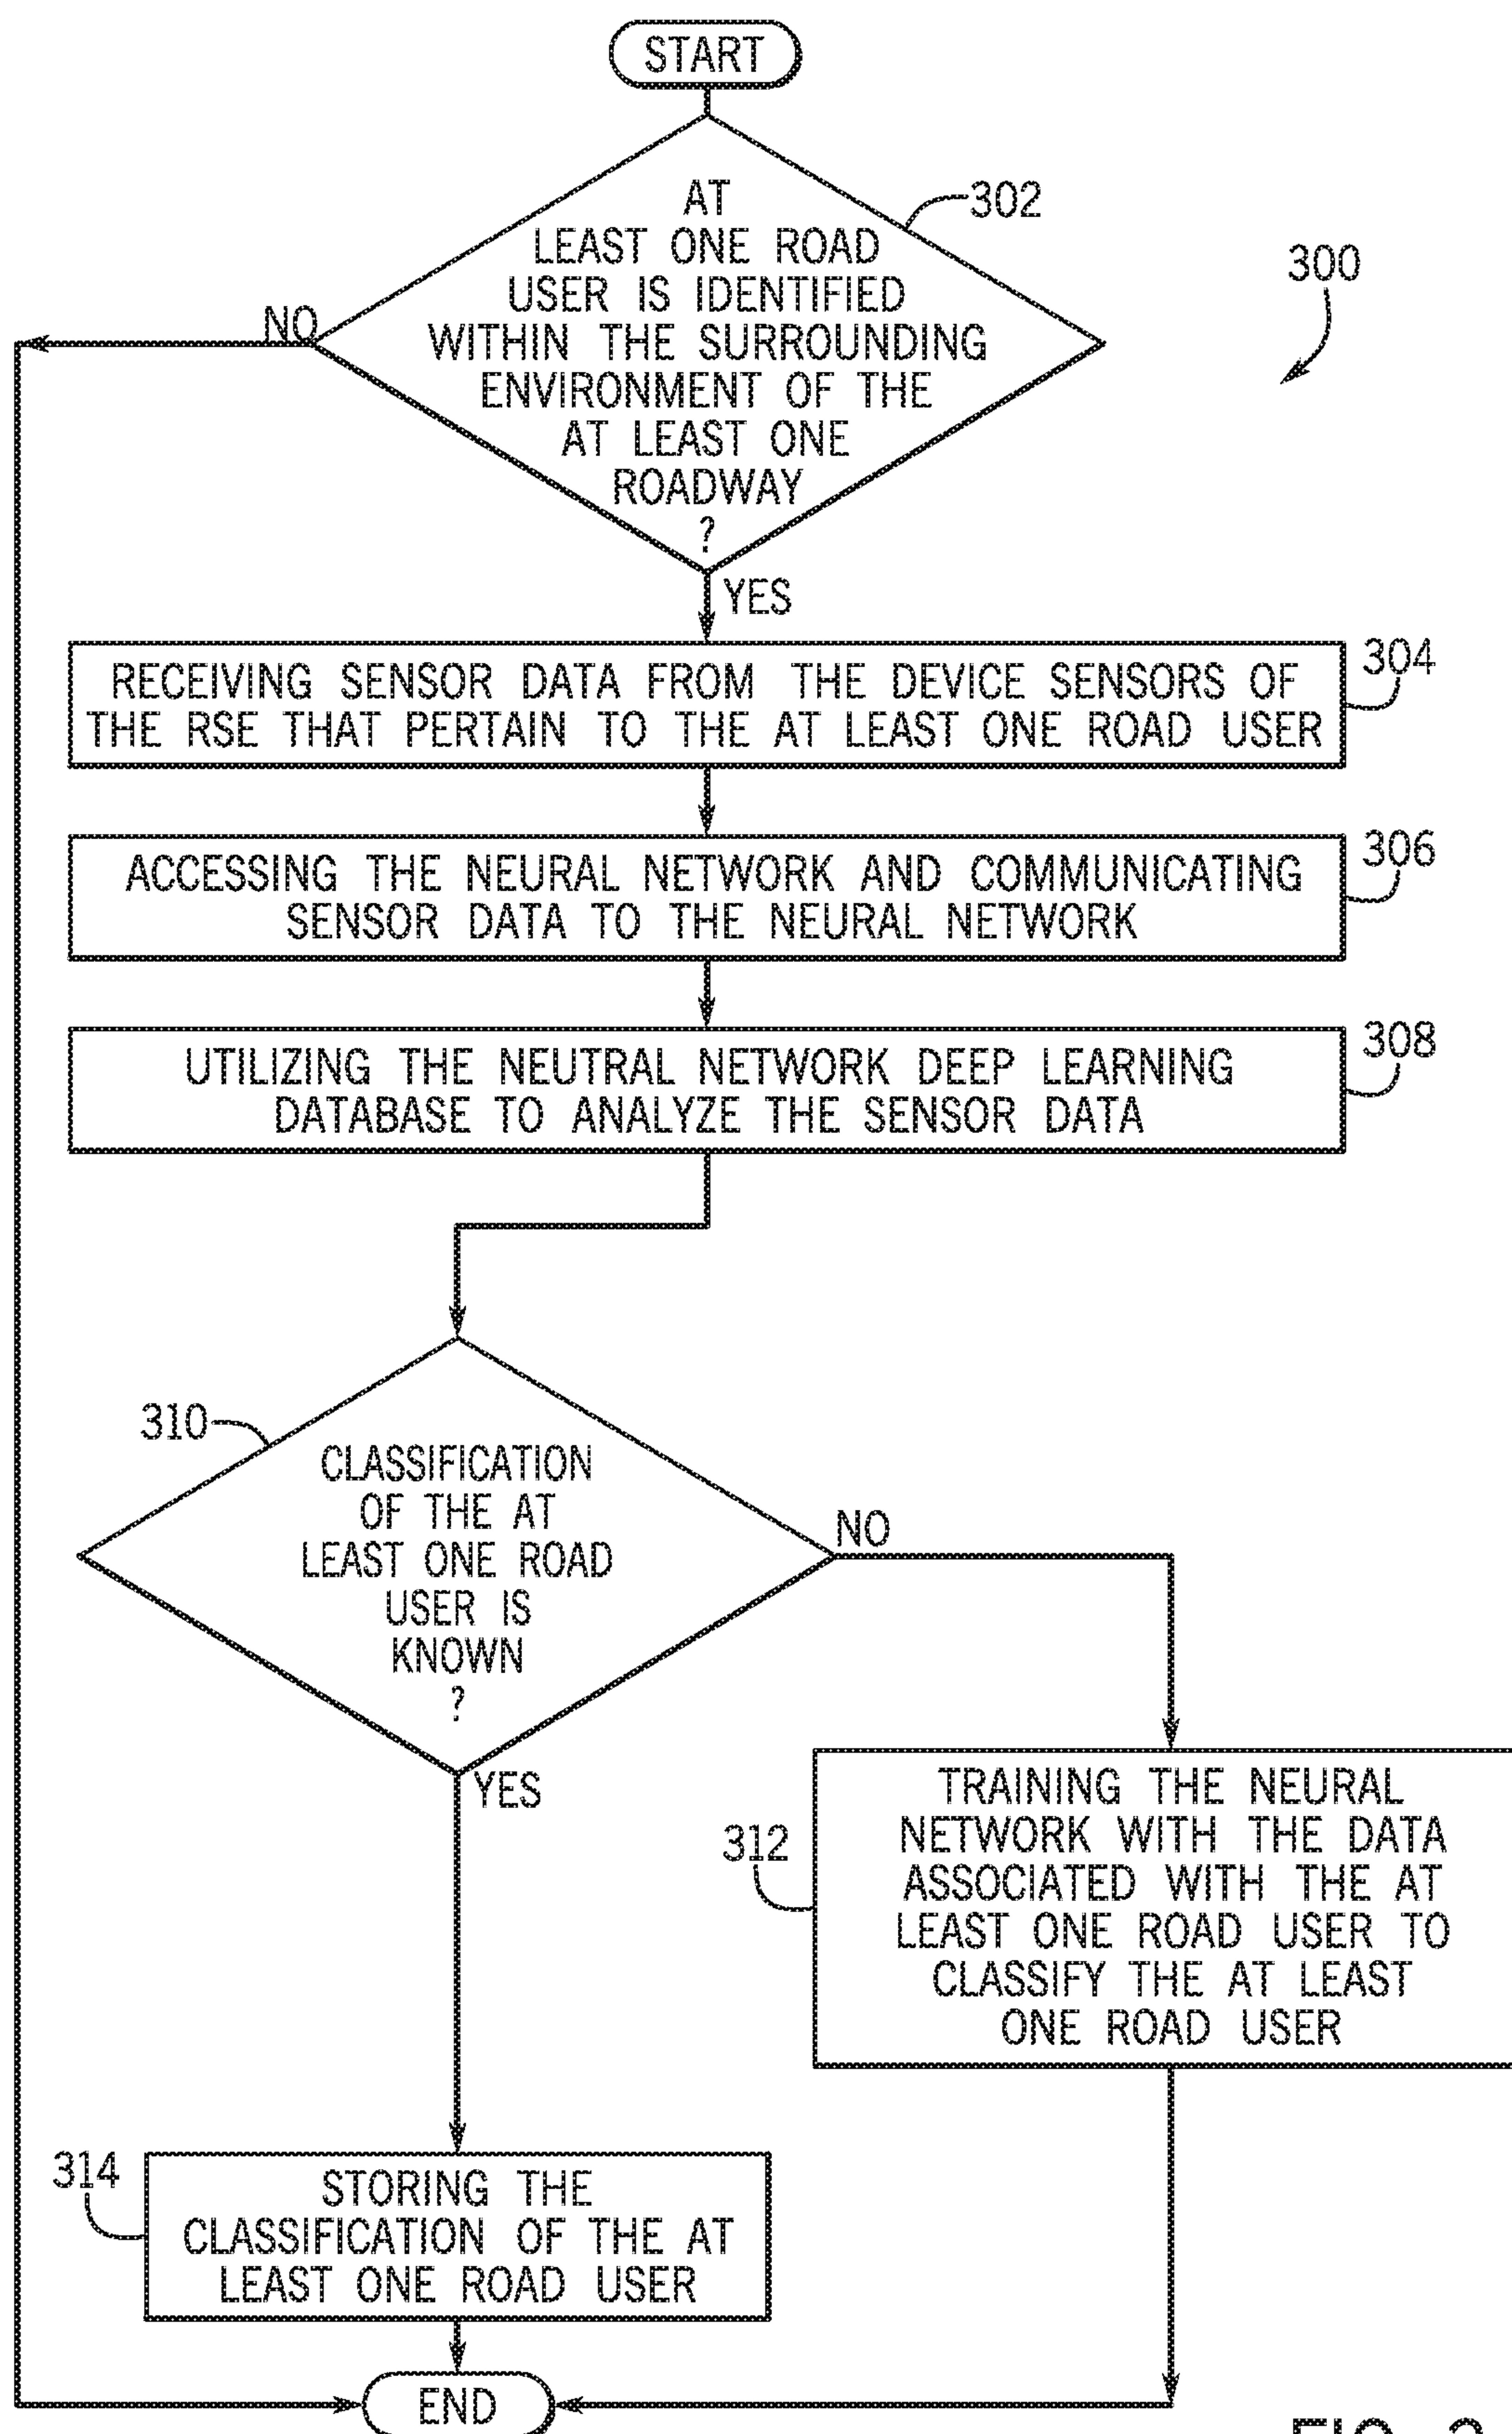 START
AT
LEAST ONE ROAD
USER IS IDENTIFIED
WITHIN THE SURROUNDING
ENVIRONMENT OF THE
AT LEAST ONE
ROADWAY
?
302
300
NO
YES
RECEIVING SENSOR DATA FROM THE DEVICE SENSORS OF
THE RSE THAT PERTAIN TO THE AT LEAST ONE ROAD USER
304
ACCESSING THE NEURAL NETWORK AND COMMUNICATING
SENSOR DATA TO THE NEURAL NETWORK
306
UTILIZING THE NEUTRAL NETWORK DEEP LEARNING
DATABASE TO ANALYZE THE SENSOR DATA
308
310
CLASSIFICATION
OF THE AT
LEAST ONE ROAD
USER IS
KNOWN
?
NO
YES
312
TRAINING THE NEURAL
NETWORK WITH THE DATA
ASSOCIATED WITH THE AT
LEAST ONE ROAD USER TO
CLASSIFY THE AT LEAST
ONE ROAD USER
314
STORING THE
CLASSIFICATION OF THE AT
LEAST ONE ROAD USER
END